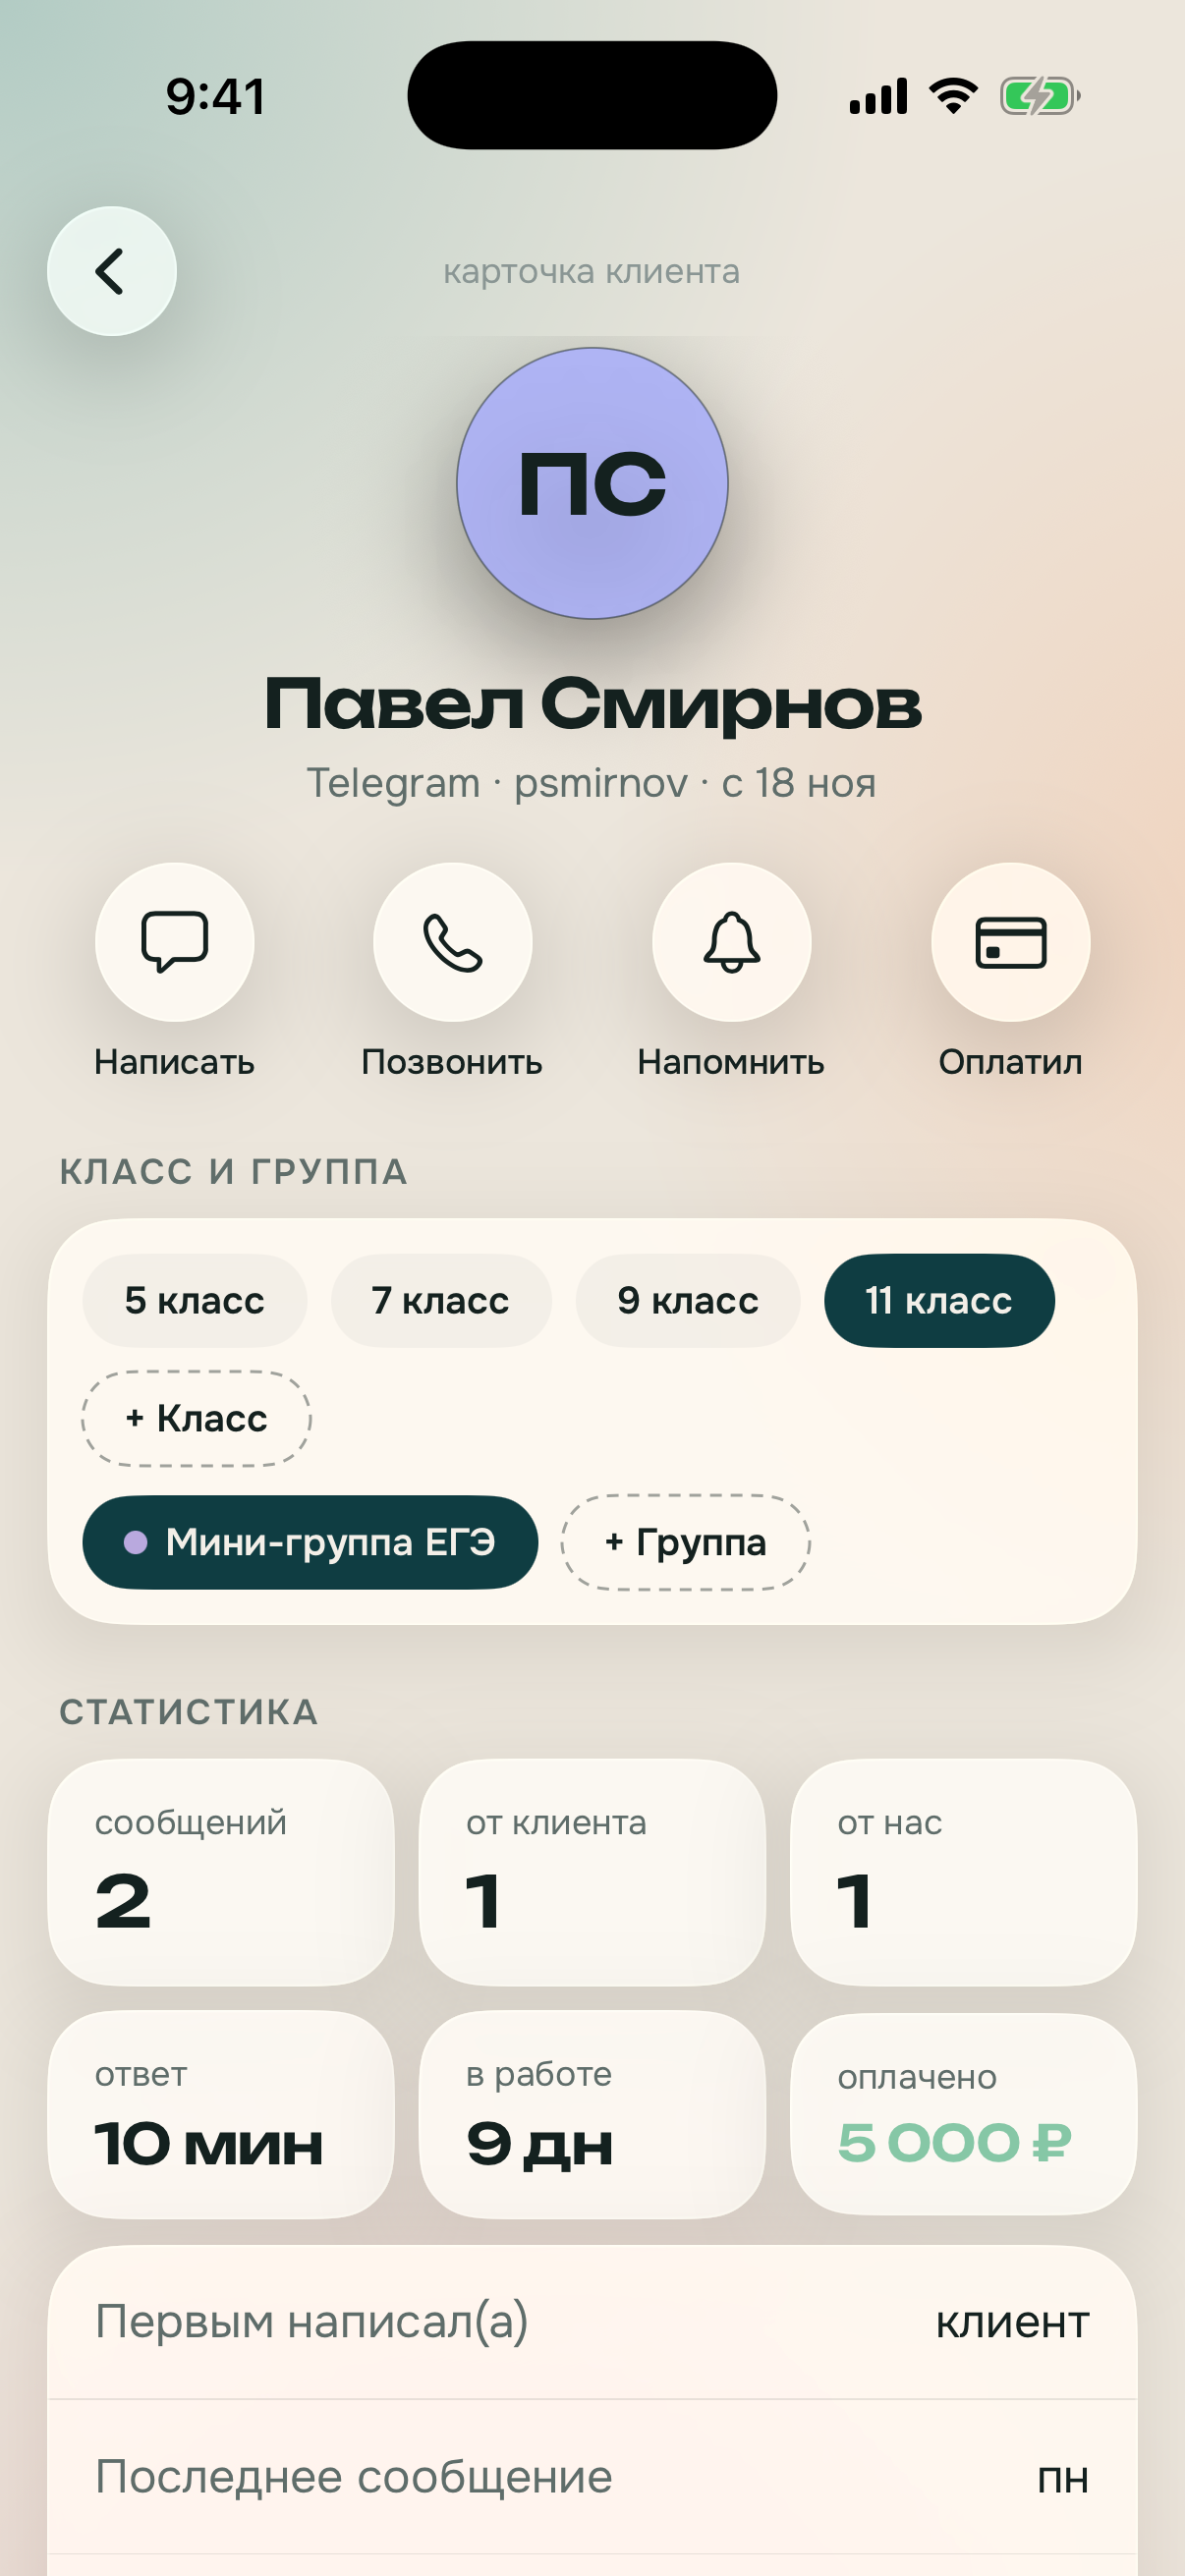 9:41
карточка клиента
ПС
Павел Смирнов
Telegram · psmirnov · с 18 ноя
Написать Позвонить Напомнить Оплатил
КЛАСС И ГРУППА
5 класс 7 класс 9 класс 11 класс
+ Класс
Мини-группа ЕГЭ + Группа
СТАТИСТИКА
сообщений от клиента от нас
2 1 1
ответ в работе оплачено
10 мин 9 дн 5 000 ₽
Первым написал(а) клиент
Последнее сообщение пн